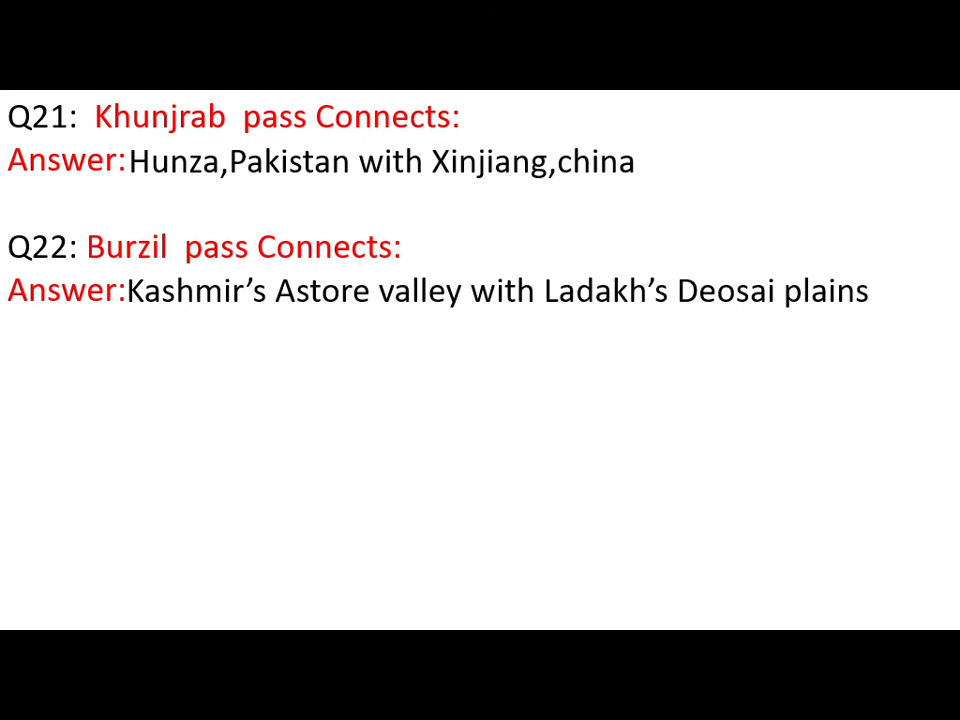 Q21:  Khunjrab  pass Connects:
Answer: Hunza,Pakistan with Xinjiang,china
Q22: Burzil  pass Connects:
Answer:Kashmir’s Astore valley with Ladakh’s Deosai plains